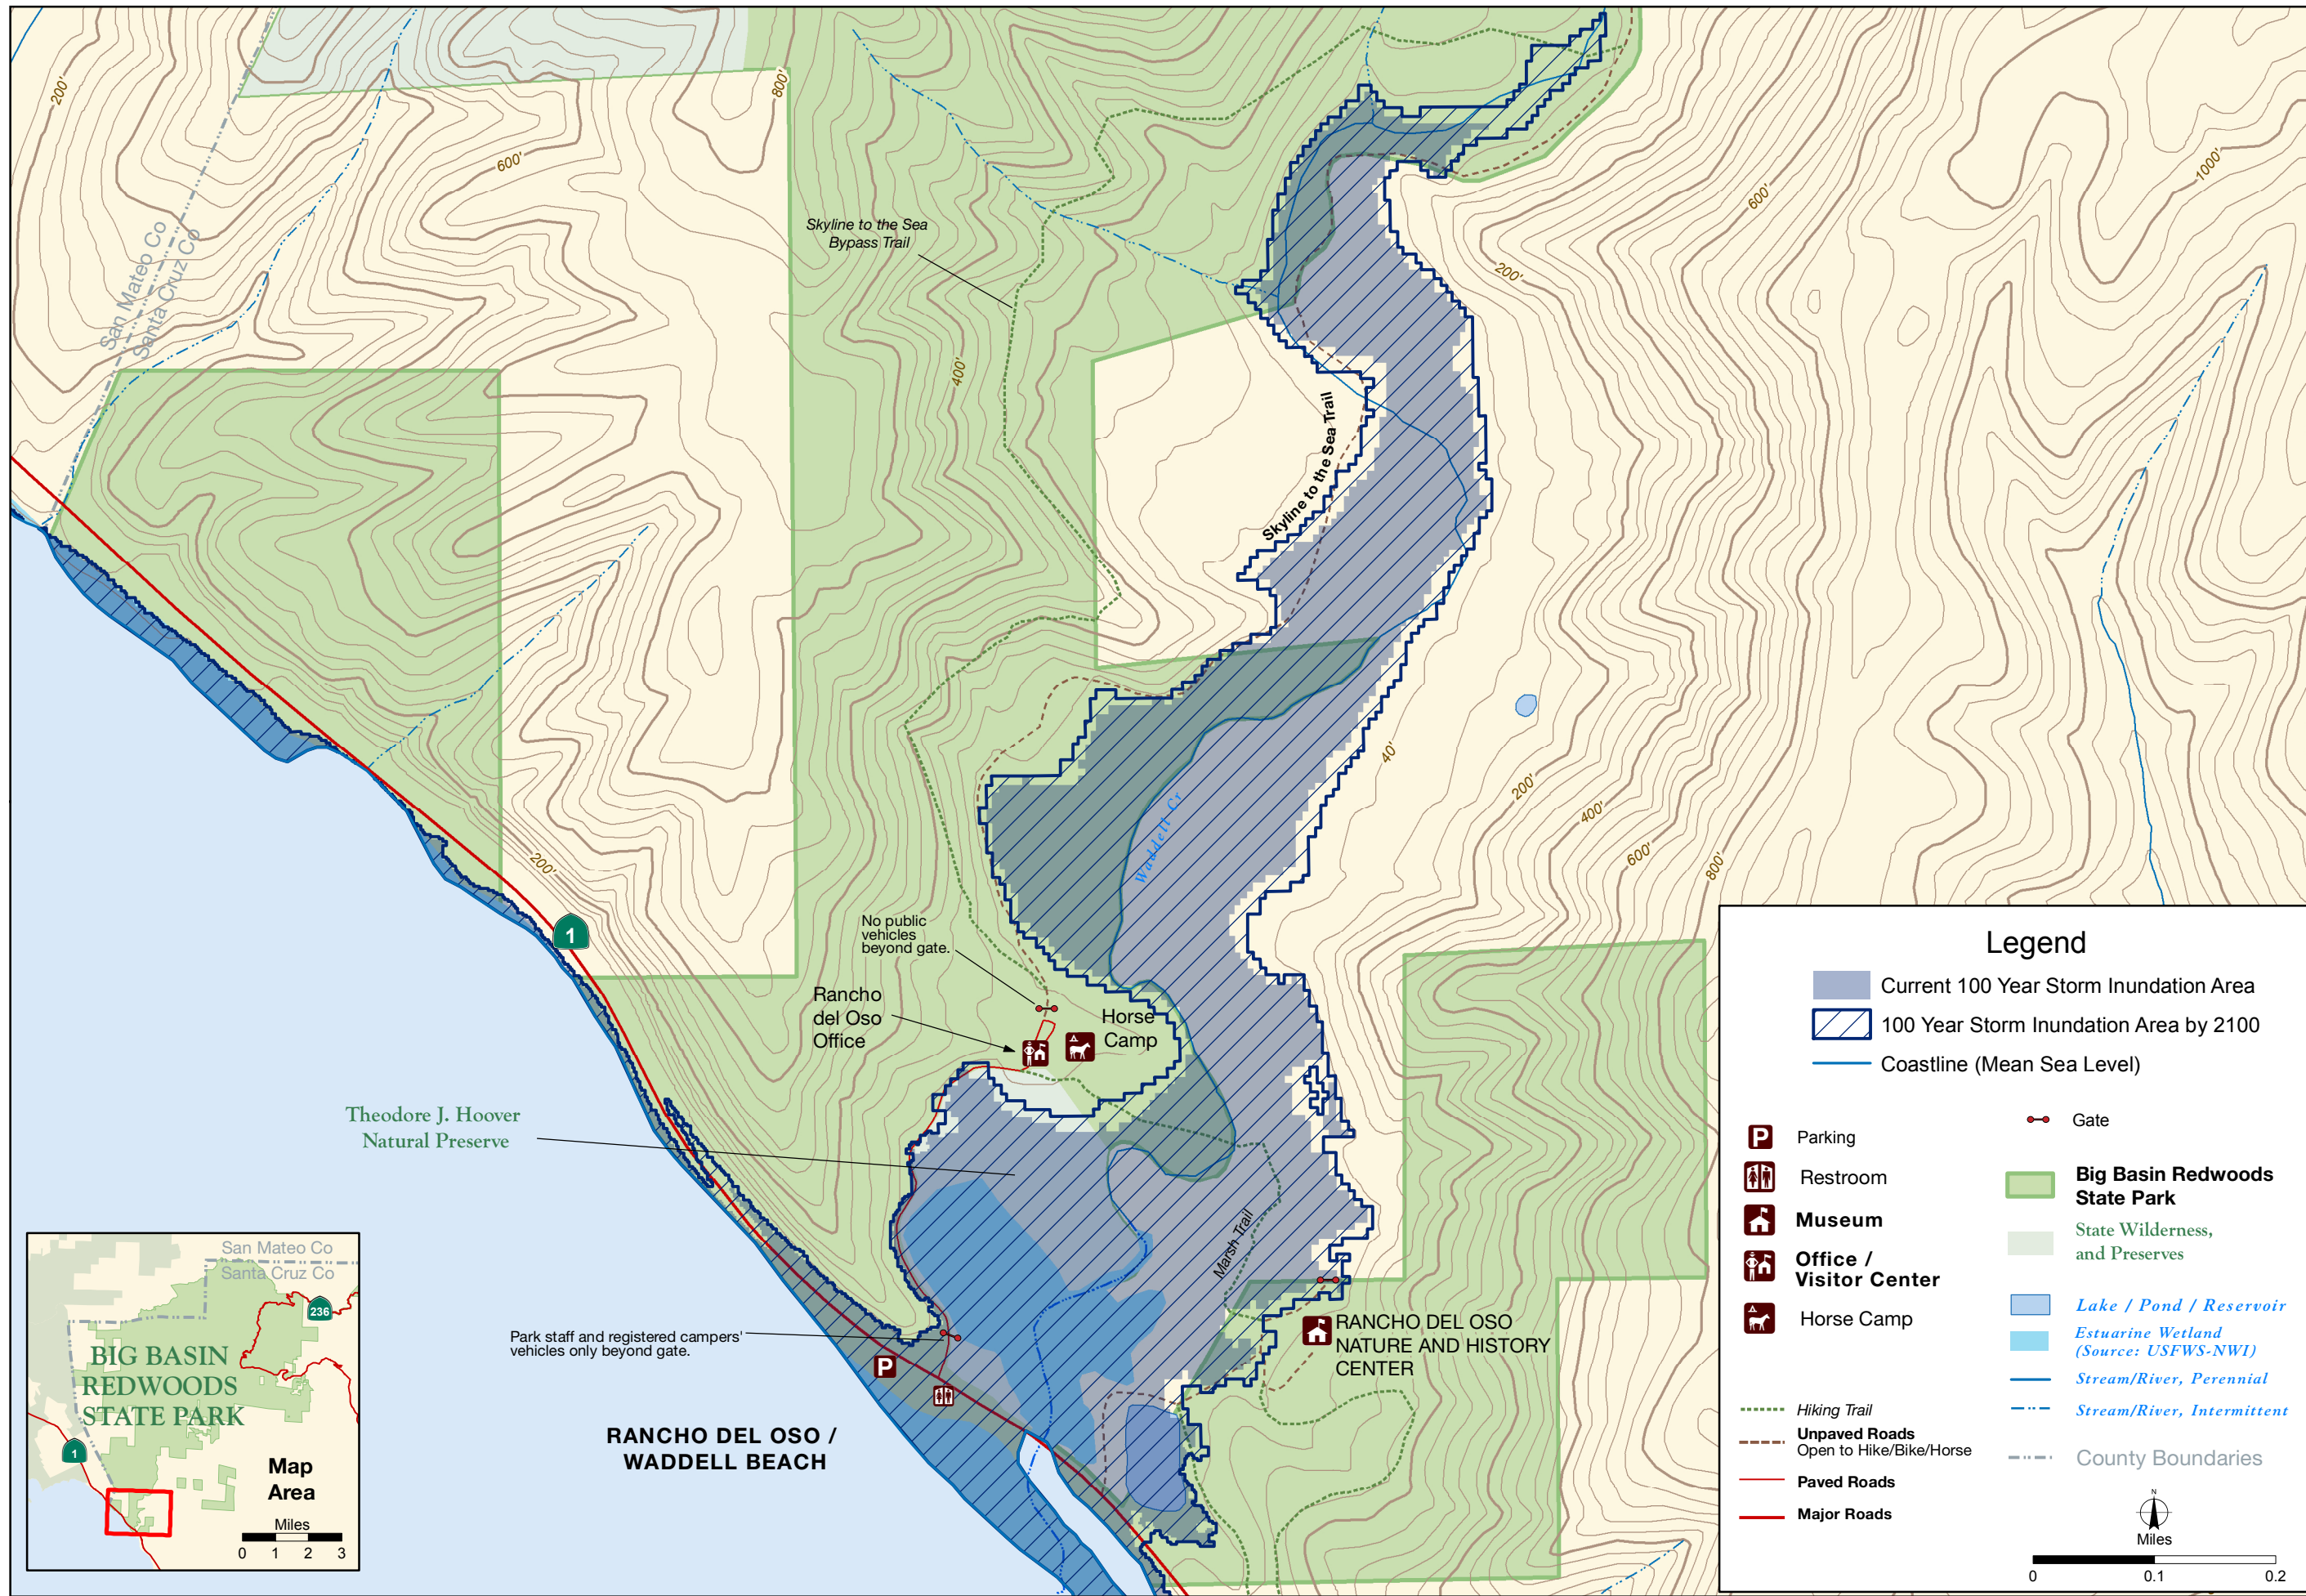 200'
800'
600'
1000'
600'
San Mateo Co
Santa Cruz Co
Skyline to the Sea
Bypass Trail
200'
400'
Skyline to the Sea Trail
40'
200'
400'
600'
800'
Waddell Cr
200'
1
No public
vehicles
beyond gate.
Rancho
del Oso
Office
Horse
Camp
Theodore J. Hoover
Natural Preserve
Marsh Trail
Park staff and registered campers'
vehicles only beyond gate.
P
RANCHO DEL OSO
NATURE AND HISTORY
CENTER
RANCHO DEL OSO /
WADDELL BEACH
San Mateo Co
Santa Cruz Co
236
BIG BASIN
REDWOODS
STATE PARK
1
Map
Area
Miles
0 1 2 3
Legend
Current 100 Year Storm Inundation Area
100 Year Storm Inundation Area by 2100
Coastline (Mean Sea Level)
Gate
P Parking
Restroom
Museum
Office /
Visitor Center
Horse Camp
Big Basin Redwoods
State Park
State Wilderness,
and Preserves
Lake / Pond / Reservoir
Estuarine Wetland
(Source: USFWS-NWI)
Stream/River, Perennial
Stream/River, Intermittent
County Boundaries
Hiking Trail
Unpaved Roads
Open to Hike/Bike/Horse
Paved Roads
Major Roads
N
Miles
0 0.1 0.2